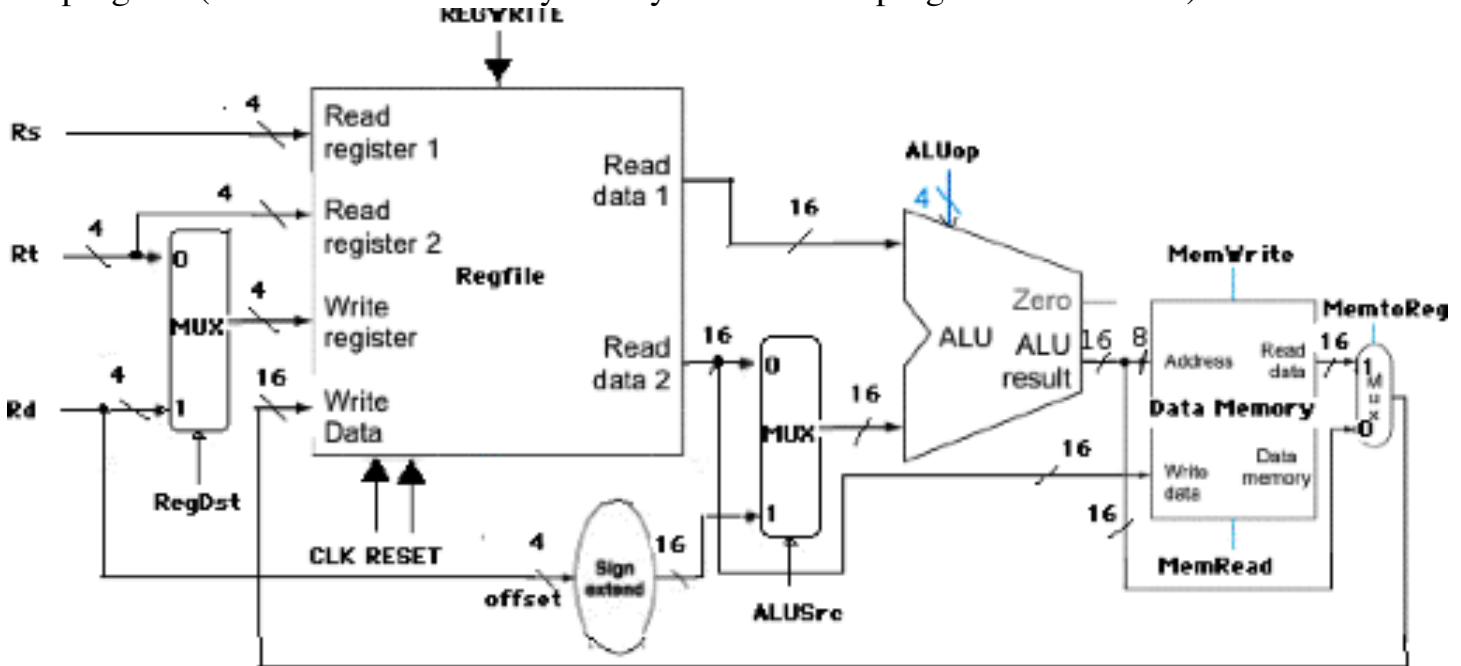 REGWRITE
4
Rs
Read
register 1
Read
data 1
ALUop
4
4
Read
register 2
16
4
Rt
0
MUX
Regfile
MemWrite
4
Write
register
Zero
MemtoReg
16
Read
data 2
0
ALU
ALU
result
16
8
Address
Read
data
16
1
Mux
0
4
Rd
1
16
Write
Data
MUX
16
Data Memory
16
Write
data
Data
memory
RegDst
1
16
CLK RESET
4
16
Sign
extend
offset
MemRead
ALUSrc